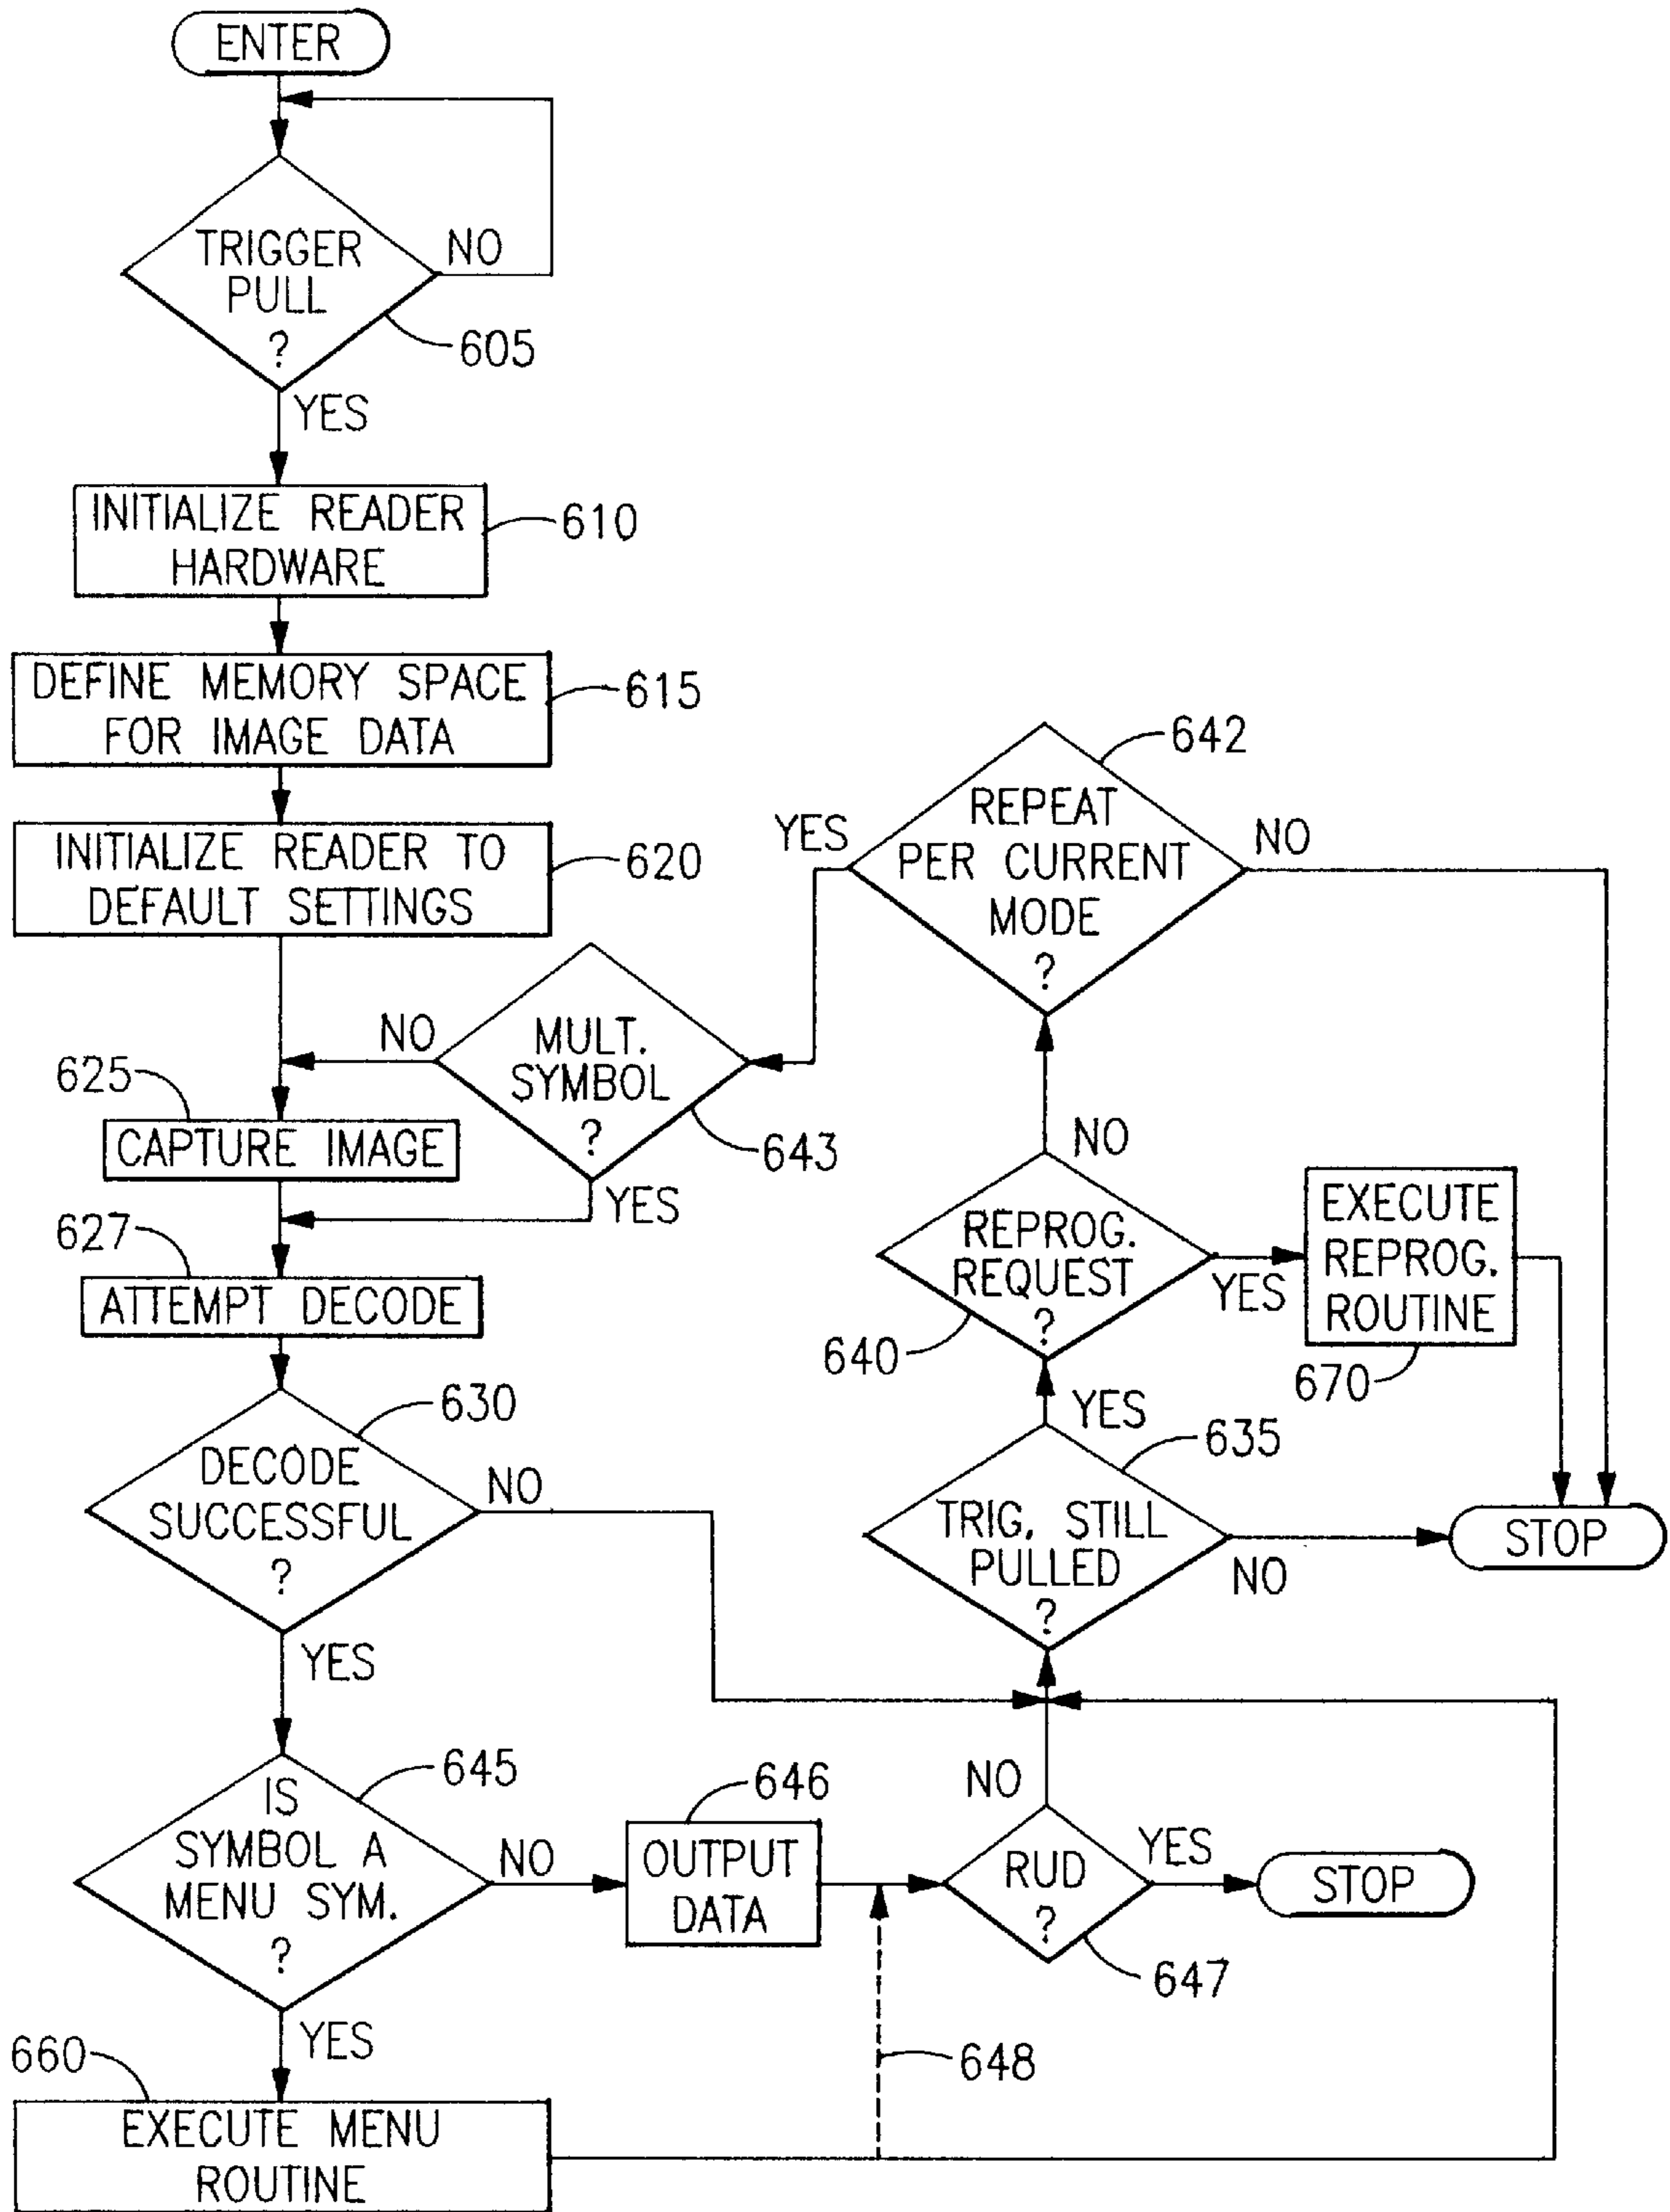 ENTER
TRIGGER
PULL
?
NO
605
YES
INITIALIZE READER
HARDWARE
610
DEFINE MEMORY SPACE
FOR IMAGE DATA
615
INITIALIZE READER TO
DEFAULT SETTINGS
620
642
REPEAT
PER CURRENT
MODE
?
YES
NO
MULT.
SYMBOL
?
NO
643
YES
625
CAPTURE IMAGE
627
ATTEMPT DECODE
NO
REPROG.
REQUEST
?
640
YES
EXECUTE
REPROG.
ROUTINE
670
630
DECODE
SUCCESSFUL
?
NO
YES
YES
635
TRIG. STILL
PULLED
?
NO
STOP
IS
SYMBOL A
MENU SYM.
?
645
NO
646
OUTPUT
DATA
NO
RUD
?
YES
STOP
647
YES
648
660
EXECUTE MENU
ROUTINE